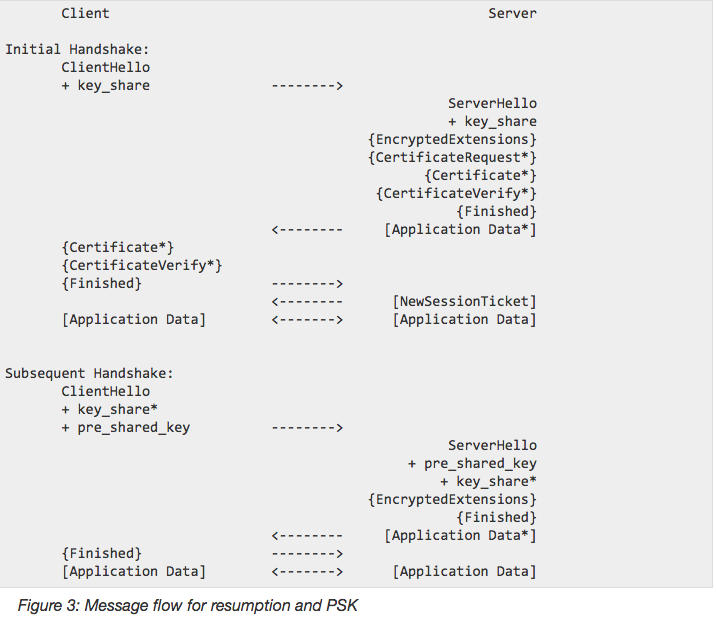 Client                                               Server

Initial Handshake:
       ClientHello
       + key_share               -------->
                                                       ServerHello
                                                       + key_share
                                             {EncryptedExtensions}
                                             {CertificateRequest*}
                                                    {Certificate*}
                                              {CertificateVerify*}
                                                        {Finished}
                                 <--------     [Application Data*]
       {Certificate*}
       {CertificateVerify*}
       {Finished}                -------->
                                 <--------      [NewSessionTicket]
       [Application Data]        <------->      [Application Data]


Subsequent Handshake:
       ClientHello
       + key_share*
       + pre_shared_key          -------->
                                                       ServerHello
                                                  + pre_shared_key
                                                      + key_share*
                                             {EncryptedExtensions}
                                                        {Finished}
                                 <--------     [Application Data*]
       {Finished}                -------->
       [Application Data]        <------->      [Application Data]

Figure 3: Message flow for resumption and PSK